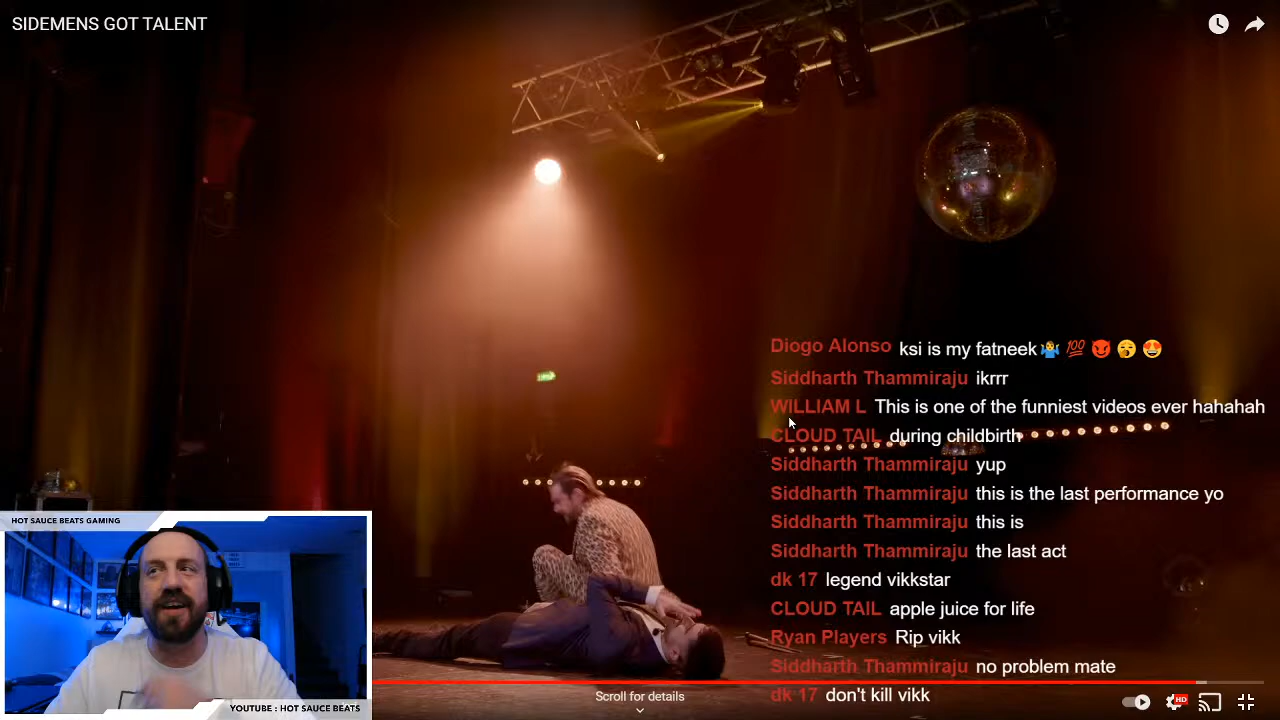 SIDEMENS GOT TALENT
Diogo Alonso ksi is my fatneek🤷‍♂️ 💯 😈 🥱 😍
Siddharth Thammiraju ikrrr
WILLIAM L This is one of the funniest videos ever hahahah
CLOUD TAIL during childbirth
Siddharth Thammiraju yup
Siddharth Thammiraju this is the last performance yo
Siddharth Thammiraju this is
Siddharth Thammiraju the last act
dk 17 legend vikkstar
CLOUD TAIL apple juice for life
Ryan Players Rip vikk
Siddharth Thammiraju no problem mate
dk 17 don't kill vikk
HOT SAUCE BEATS GAMING
YOUTUBE : HOT SAUCE BEATS
Scroll for details
HD